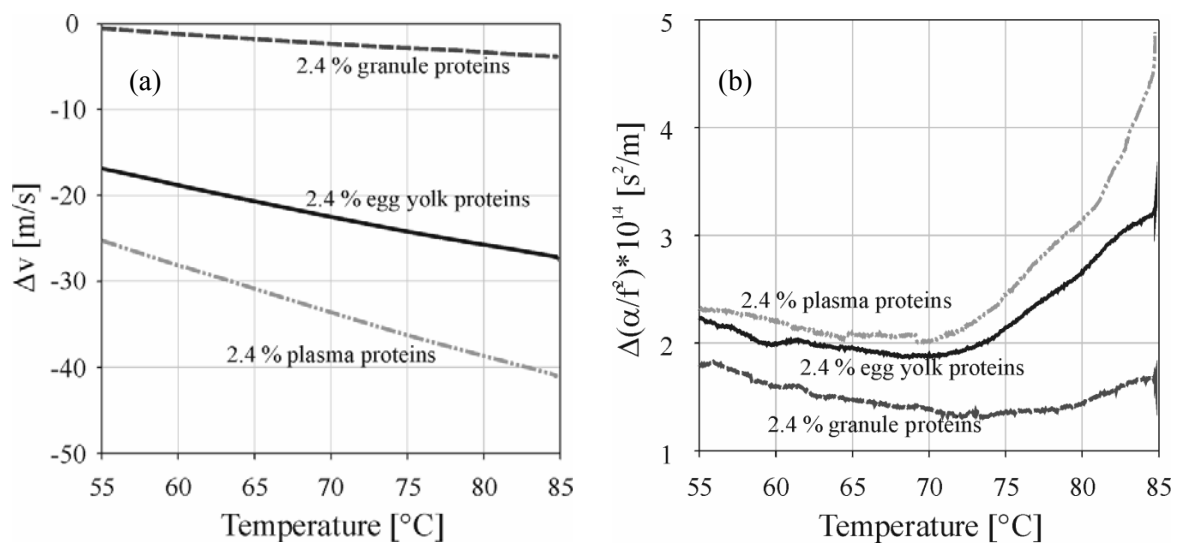 (a)
Δv [m/s]
0
-10
-20
-30
-40
-50
2.4 % granule proteins
2.4 % egg yolk proteins
2.4 % plasma proteins
55 60 65 70 75 80 85
Temperature [°C]
(b)
Δ(α/f²)*10¹⁴ [s²/m]
5
4
3
2
1
2.4 % plasma proteins
2.4 % egg yolk proteins
2.4 % granule proteins
55 60 65 70 75 80 85
Temperature [°C]